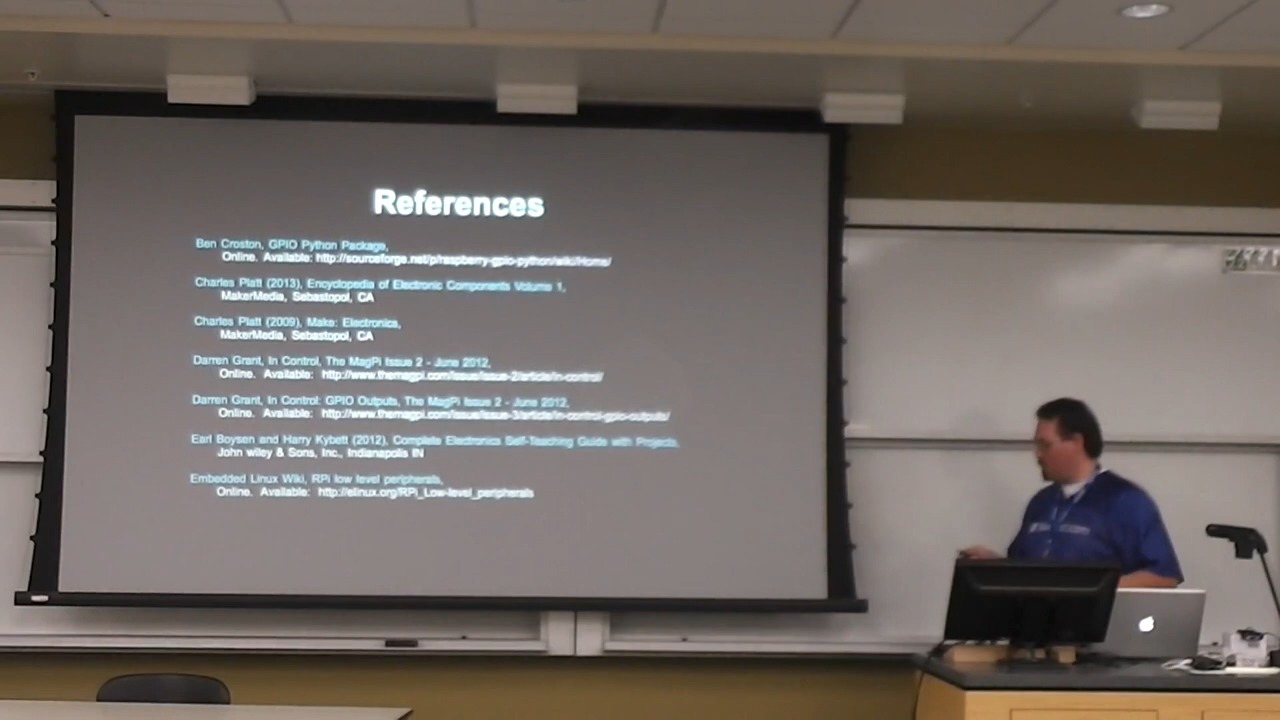 References
Ben Croston, GPIO Python Package,
Online. Available: http://sourceforge.net/p/raspberry-gpio-python/wiki/Home/
Charles Platt (2013), Encyclopedia of Electronic Components Volume 1,
MakerMedia, Sebastopol, CA
Charles Platt (2009), Make: Electronics,
MakerMedia, Sebastopol, CA
Darren Grant, In Control, The MagPi Issue 2 - June 2012,
Online. Available: http://www.themagpi.com/issue/issue-2/article/in-control/
Darren Grant, In Control: GPIO Outputs, The MagPi Issue 2 - June 2012,
Online. Available: http://www.themagpi.com/issue/issue-3/article/in-control-gpio-outputs/
Earl Boysen and Harry Kybett (2012), Complete Electronics Self-Teaching Guide with Projects,
John wiley & Sons, Inc., Indianapolis IN
Embedded Linux Wiki, RPi low level peripherals,
Online. Available: http://elinux.org/RPi_Low-level_peripherals